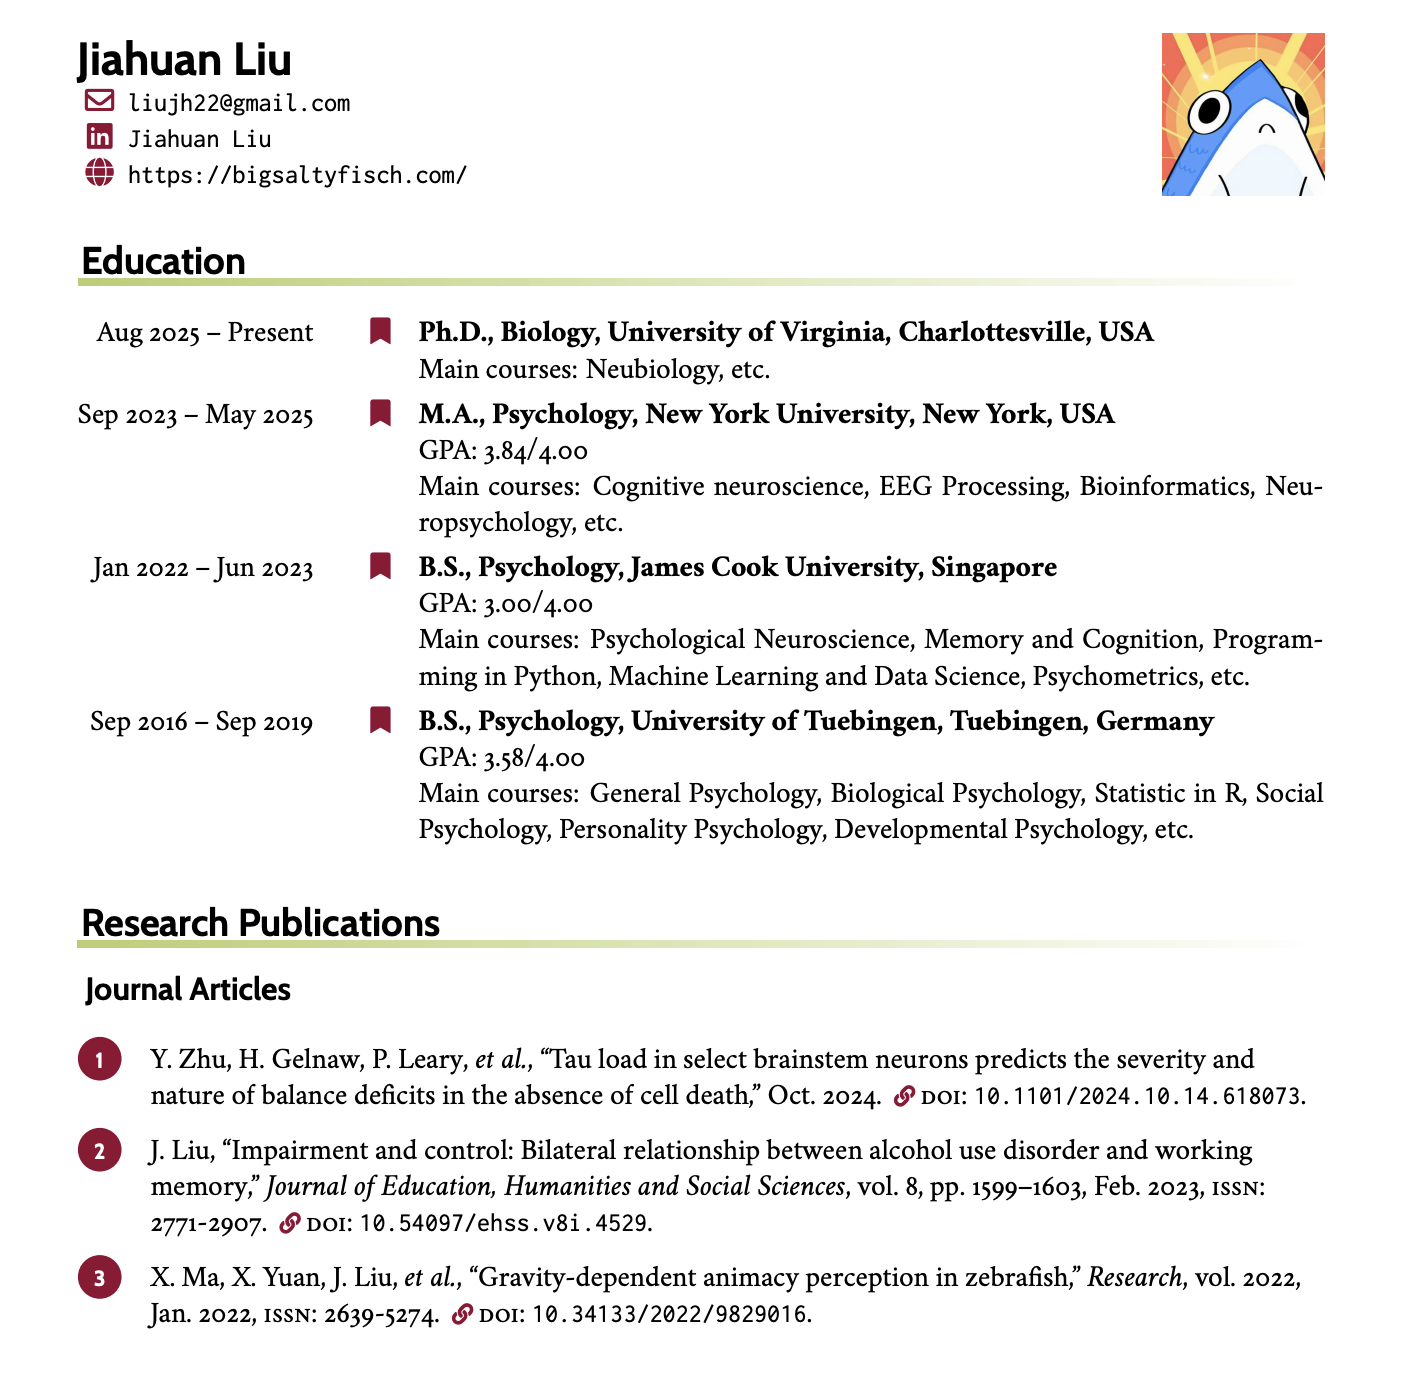 Jiahuan Liu
liujh22@gmail.com
in Jiahuan Liu
https://bigsaltyfisch.com/
Education
Aug 2025 – Present Ph.D., Biology, University of Virginia, Charlottesville, USA
Main courses: Neubiology, etc.
Sep 2023 – May 2025 M.A., Psychology, New York University, New York, USA
GPA: 3.84/4.00
Main courses: Cognitive neuroscience, EEG Processing, Bioinformatics, Neu-
ropsychology, etc.
Jan 2022 – Jun 2023 B.S., Psychology, James Cook University, Singapore
GPA: 3.00/4.00
Main courses: Psychological Neuroscience, Memory and Cognition, Program-
ming in Python, Machine Learning and Data Science, Psychometrics, etc.
Sep 2016 – Sep 2019 B.S., Psychology, University of Tuebingen, Tuebingen, Germany
GPA: 3.58/4.00
Main courses: General Psychology, Biological Psychology, Statistic in R, Social
Psychology, Personality Psychology, Developmental Psychology, etc.
Research Publications
Journal Articles
1 Y. Zhu, H. Gelnaw, P. Leary, et al., “Tau load in select brainstem neurons predicts the severity and
nature of balance deficits in the absence of cell death,” Oct. 2024. DOI: 10.1101/2024.10.14.618073.
2 J. Liu, “Impairment and control: Bilateral relationship between alcohol use disorder and working
memory,” Journal of Education, Humanities and Social Sciences, vol. 8, pp. 1599–1603, Feb. 2023, ISSN:
2771-2907. DOI: 10.54097/ehss.v8i.4529.
3 X. Ma, X. Yuan, J. Liu, et al., “Gravity-dependent animacy perception in zebrafish,” Research, vol. 2022,
Jan. 2022, ISSN: 2639-5274. DOI: 10.34133/2022/9829016.